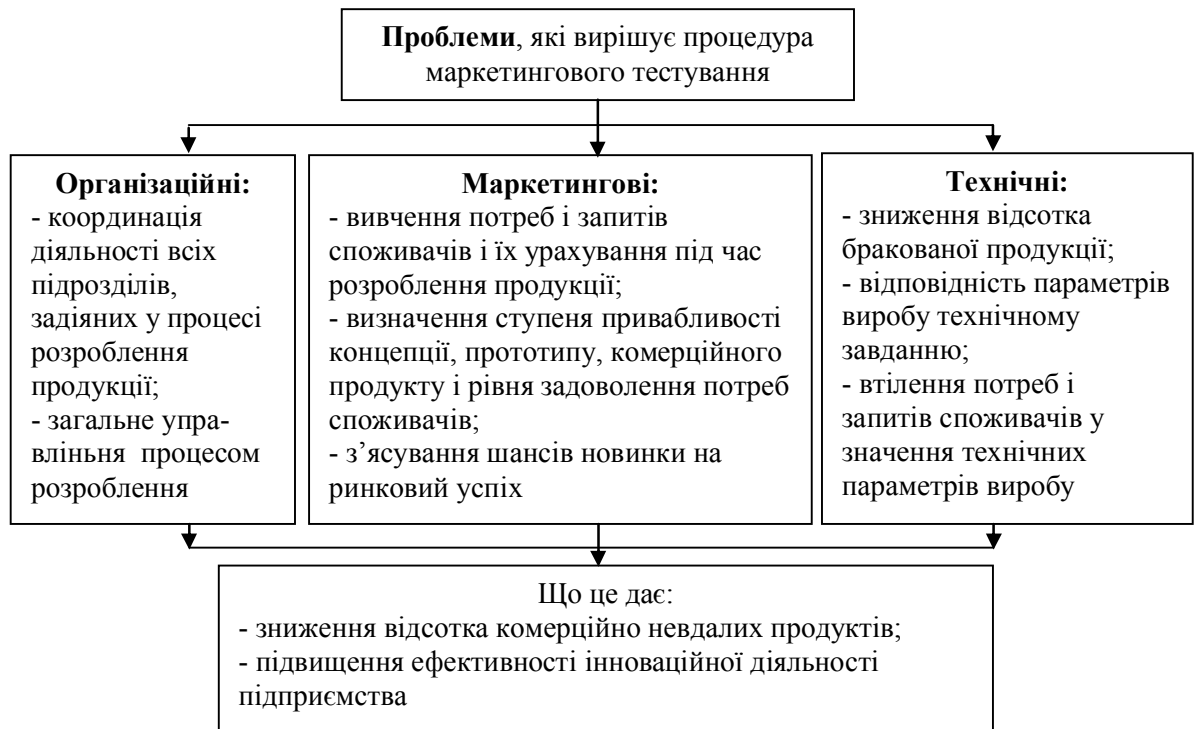 Проблеми, які вирішує процедура
маркетингового тестування
Організаційні:
- координація
діяльності всіх
підрозділів,
задіяних у процесі
розроблення
продукції;
- загальне упра-
вліньня процесом
розроблення
Маркетингові:
- вивчення потреб і запитів
споживачів і їх урахування під час
розроблення продукції;
- визначення ступеня привабливості
концепції, прототипу, комерційного
продукту і рівня задоволення потреб
споживачів;
- з’ясування шансів новинки на
ринковий успіх
Технічні:
- зниження відсотка
бракованої продукції;
- відповідність параметрів
виробу технічному
завданню;
- втілення потреб і
запитів споживачів у
значення технічних
параметрів виробу
Що це дає:
- зниження відсотка комерційно невдалих продуктів;
- підвищення ефективності інноваційної діяльності
підприємства